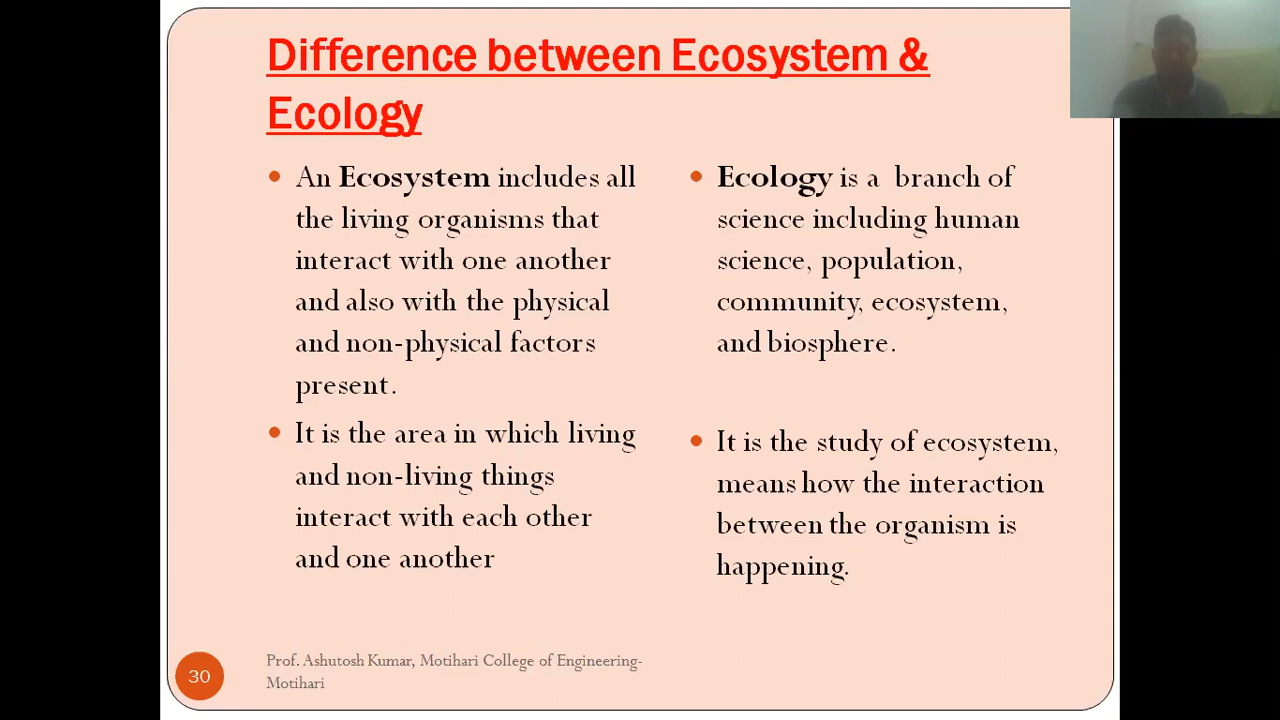 Difference between Ecosystem &
Ecology
An Ecosystem includes all
the living organisms that
interact with one another
and also with the physical
and non-physical factors
present.
It is the area in which living
and non-living things
interact with each other
and one another
Ecology is a branch of
science including human
science, population,
community, ecosystem,
and biosphere.
It is the study of ecosystem,
means how the interaction
between the organism is
happening.
30
Prof. Ashutosh Kumar, Motihari College of Engineering-
Motihari